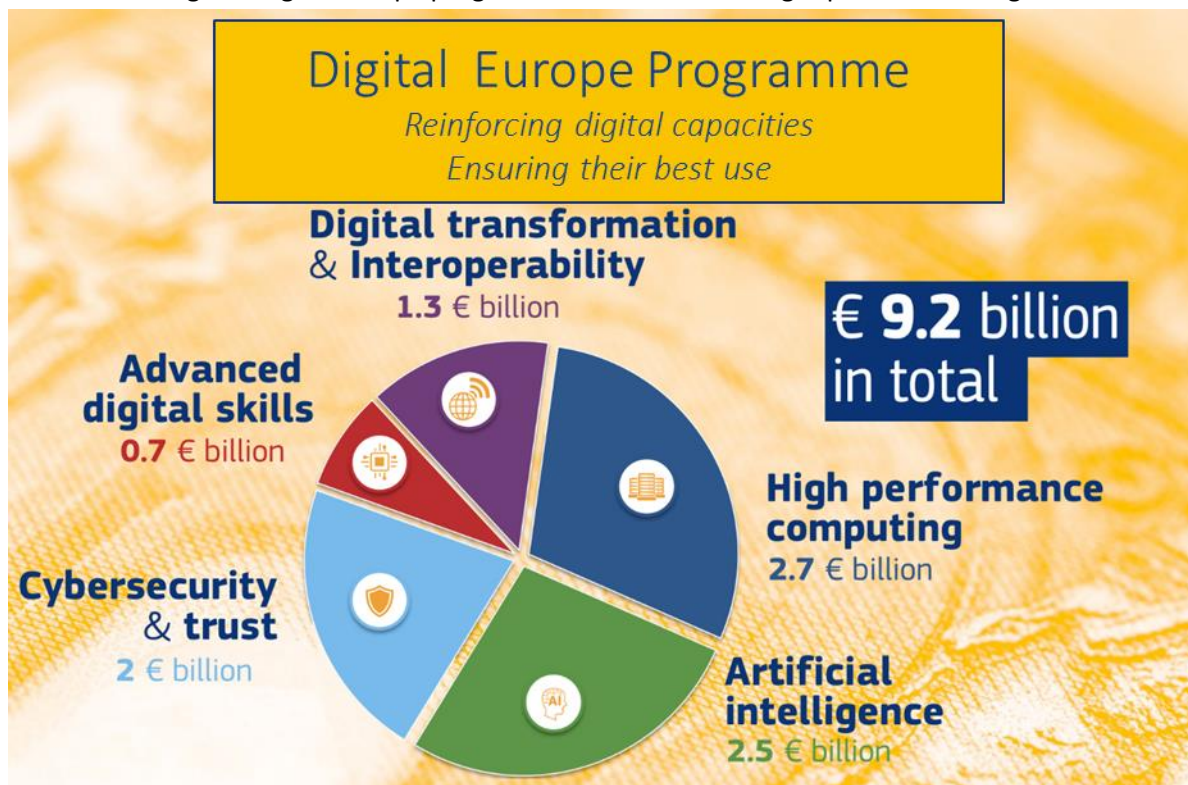 Digital Europe Programme
Reinforcing digital capacities
Ensuring their best use
Digital transformation
& Interoperability
1.3 € billion
€ 9.2 billion
in total
Advanced
digital skills
0.7 € billion
High performance
computing
2.7 € billion
Cybersecurity
& trust
2 € billion
Artificial
intelligence
2.5 € billion
AI